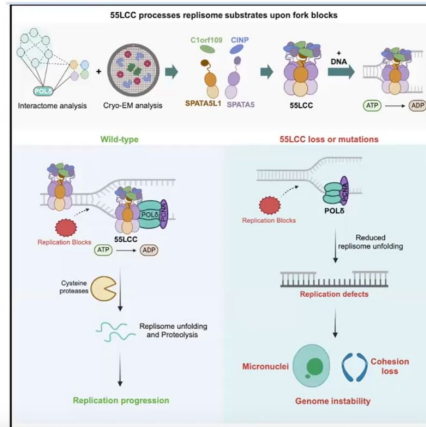 55LCC processes replisome substrates upon fork blocks
C1orf109
CINP
+
DNA
POLδ
+
SPATA5L1
SPATA5
55LCC
ATP
ADP
Interactome analysis
Cryo-EM analysis
Wild-type
55LCC loss or mutations
POLδ
PCNA
Replication Blocks
55LCC
ATP
ADP
Cysteine
proteases
Replisome unfolding
and Proteolysis
Replication progression
PCNA
Replication Blocks
POLδ
Reduced
replisome unfolding
Replication defects
Micronuclei
Cohesion
loss
Genome instability